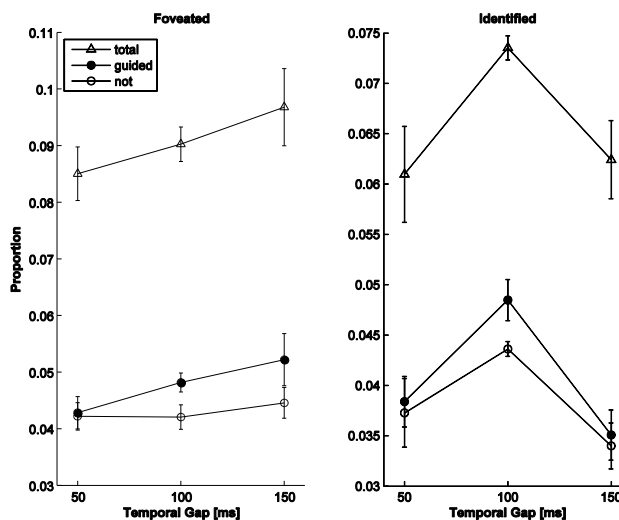 Foveated
0.11
0.1
0.09
0.08
0.07
0.06
0.05
0.04
0.03
Proportion
total
guided
not
50 100 150
Temporal Gap [ms]
Identified
0.075
0.07
0.065
0.06
0.055
0.05
0.045
0.04
0.035
0.03
50 100 150
Temporal Gap [ms]